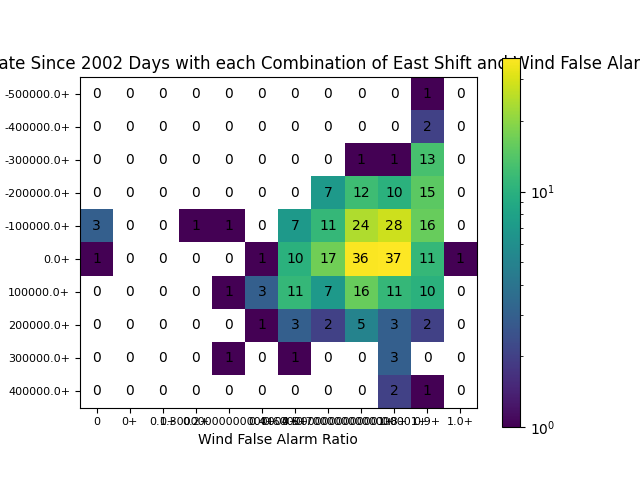 ate Since 2002 Days with each Combination of East Shift and Wind False Alar
-500000.0+ 0 0 0 0 0 0 0 0 0 0 1 0
-400000.0+ 0 0 0 0 0 0 0 0 0 0 2 0
-300000.0+ 0 0 0 0 0 0 0 0 1 1 13 0
-200000.0+ 0 0 0 0 0 0 0 7 12 10 15 0
-100000.0+ 3 0 0 1 1 0 7 11 24 28 16 0
0.0+ 1 0 0 0 0 1 10 17 36 37 11 1
100000.0+ 0 0 0 0 1 3 11 7 16 11 10 0
200000.0+ 0 0 0 0 0 1 3 2 5 3 2 0
300000.0+ 0 0 0 0 1 0 1 0 0 3 0 0
400000.0+ 0 0 0 0 0 0 0 0 0 2 1 0
0 0+ 0.9+ 1.0+
Wind False Alarm Ratio
10¹
10⁰